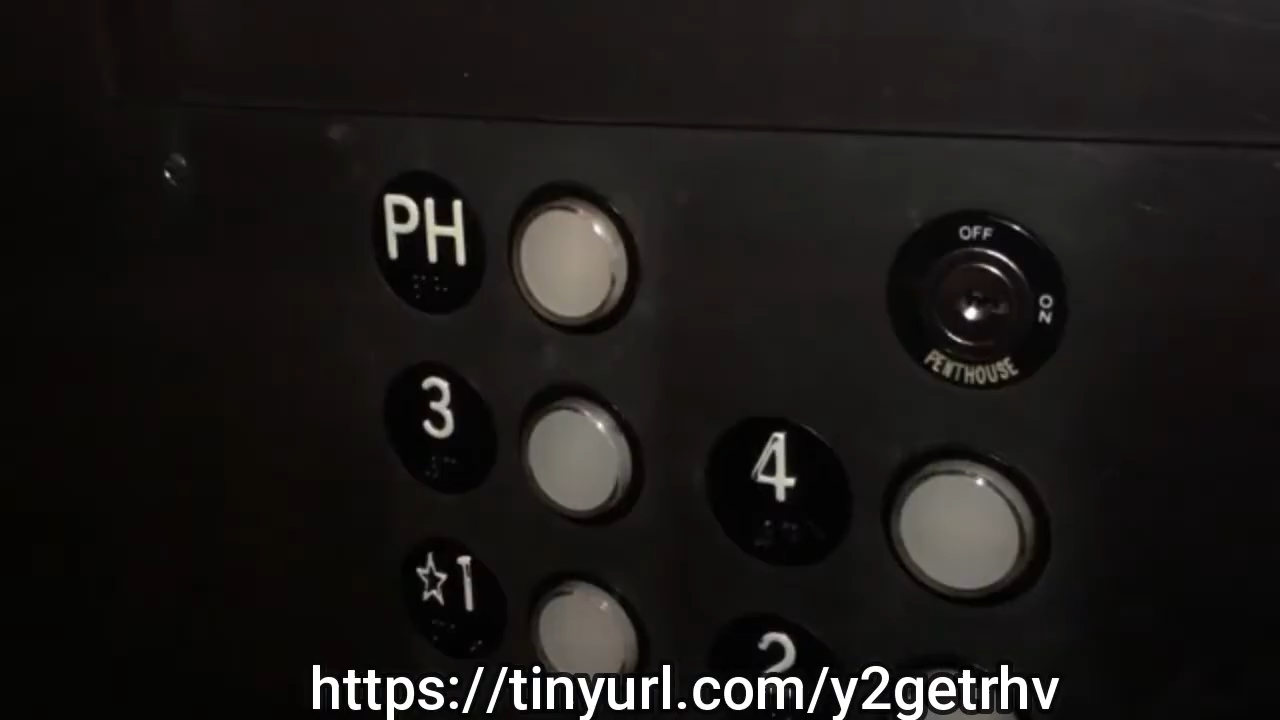 PH
OFF
ON
PENTHOUSE
3
4
☆1
2
https://tinyurl.com/y2getrhv